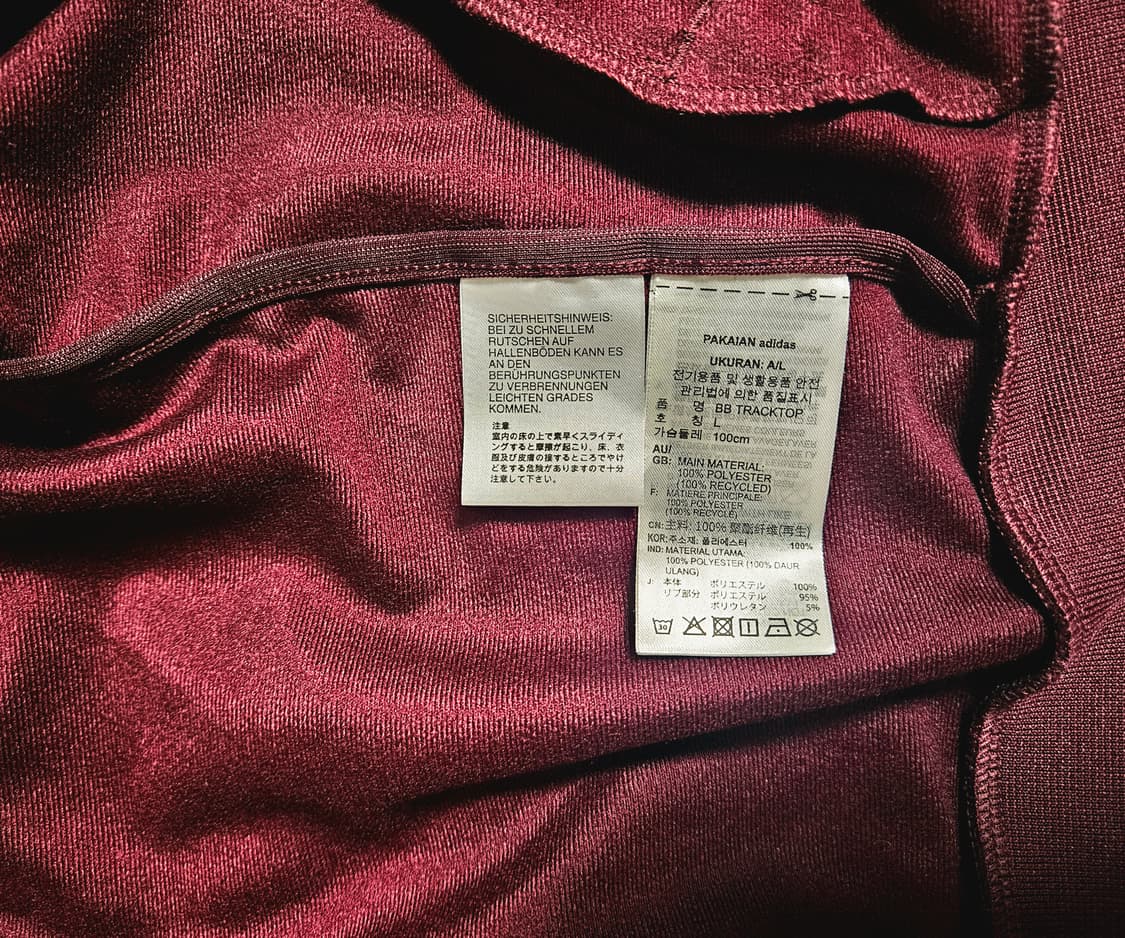 SICHERHEITSHINWEIS:
BEI ZU SCHNELLEM
RUTSCHEN AUF
HALLENBÖDEN KANN ES
AN DEN
BERÜHRUNGSPUNKTEN
ZU VERBRENNUNGEN
LEICHTEN GRADES
KOMMEN.
注意
室内の床の上で素早くスライディ
ングすると摩擦が起こり、床、衣
服及び皮膚の接するところでやけ
どをする危険がありますので十分
注意して下さい。
PAKAIAN adidas
UKURAN: A/L
전기용품 및 생활용품 안전
관리법에 의한 품질표시
품 명 BB TRACKTOP
호 칭 L
가슴둘레 100cm
AU/
GB: MAIN MATERIAL:
100% POLYESTER
(100% RECYCLED)
F: MATIERE PRINCIPALE:
100% POLYESTER
(100% RECYCLÉ)
CN: 主料: 100% 聚酯纤维(再生)
KOR: 주소재: 폴리에스터 100%
IND: MATERIAL UTAMA:
100% POLYESTER (100% DAUR
ULANG)
J: 本体 ポリエステル 100%
リブ部分 ポリエステル 95%
ポリウレタン 5%
30